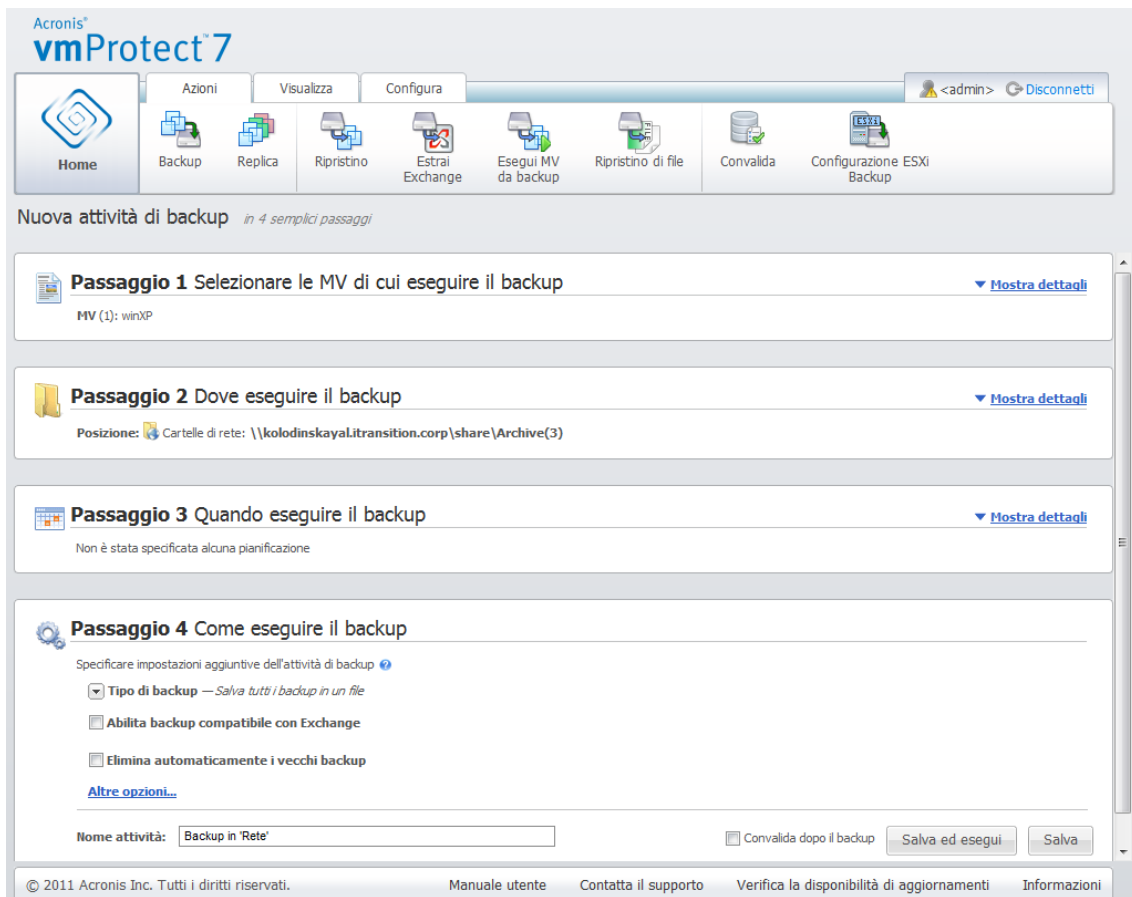 Acronis®
vmProtect™ 7
Azioni Visualizza Configura
<admin> Disconnetti
Home
Backup
Replica
Ripristino
Estrai Exchange
Esegui MV da backup
Ripristino di file
Convalida
Configurazione ESXi Backup
Nuova attività di backup in 4 semplici passaggi
Passaggio 1 Selezionare le MV di cui eseguire il backup
Mostra dettagli
MV (1): winXP
Passaggio 2 Dove eseguire il backup
Mostra dettagli
Posizione: Cartelle di rete: \\kolodinskayal.itransition.corp\share\Archive(3)
Passaggio 3 Quando eseguire il backup
Mostra dettagli
Non è stata specificata alcuna pianificazione
Passaggio 4 Come eseguire il backup
Specificare impostazioni aggiuntive dell'attività di backup
Tipo di backup — Salva tutti i backup in un file
Abilita backup compatibile con Exchange
Elimina automaticamente i vecchi backup
Altre opzioni...
Nome attività: Backup in 'Rete' Convalida dopo il backup Salva ed esegui Salva
© 2011 Acronis Inc. Tutti i diritti riservati. Manuale utente Contatta il supporto Verifica la disponibilità di aggiornamenti Informazioni